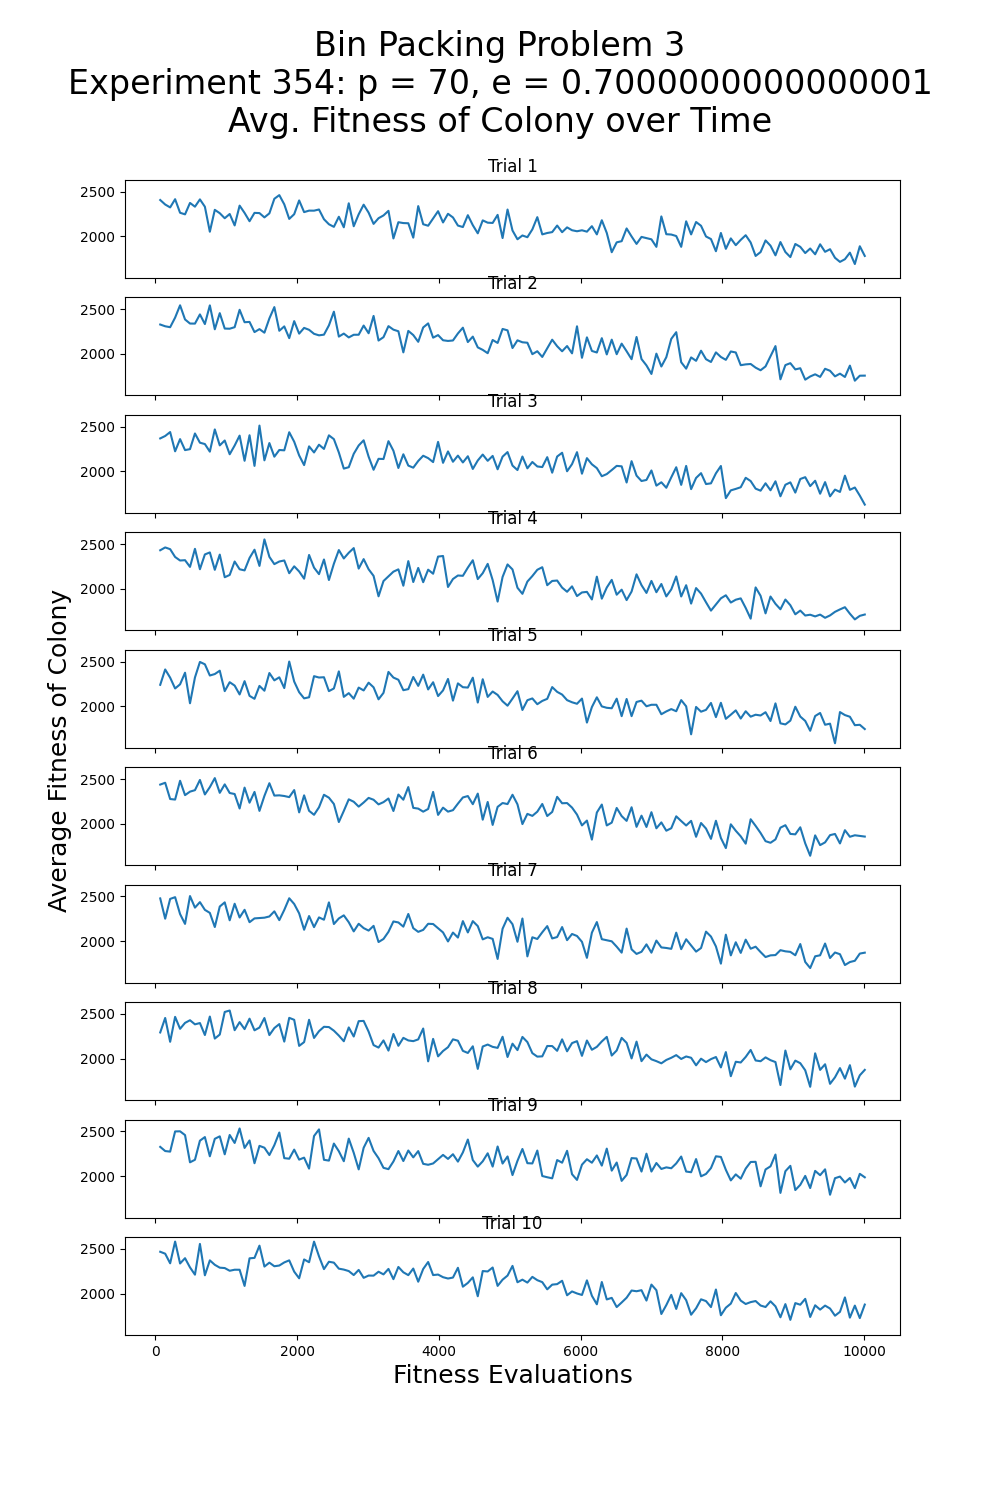 Bin Packing Problem 3
Experiment 354: p = 70, e = 0.7000000000000001
Avg. Fitness of Colony over Time
Trial 1
2500
2000
Trial 2
2500
2000
Trial 3
2500
2000
Trial 4
2500
2000
Trial 5
2500
2000
Trial 6
2500
2000
Trial 7
2500
2000
Trial 8
2500
2000
Trial 9
2500
2000
Trial 10
2500
2000
0 2000 4000 6000 8000 10000
Fitness Evaluations
Average Fitness of Colony